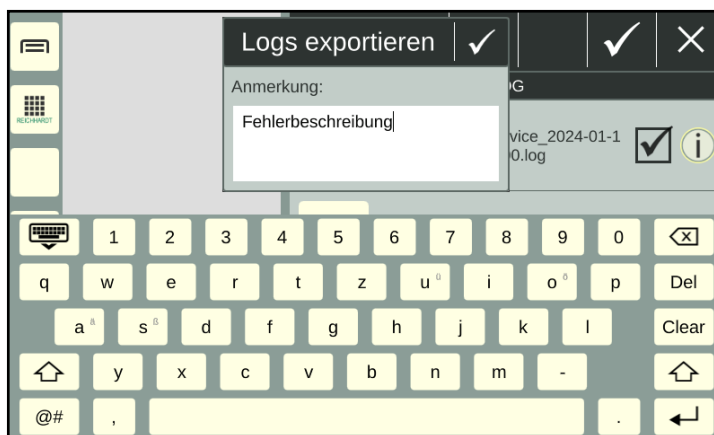 Logs exportieren
Anmerkung:
Fehlerbeschreibung
REICHHARDT
OG
vice_2024-01-1
0.log
i
1 2 3 4 5 6 7 8 9 0
q w e r t z u ü i o ö p Del
a ä s ß d f g h j k l Clear
y x c v b n m -
@# , .